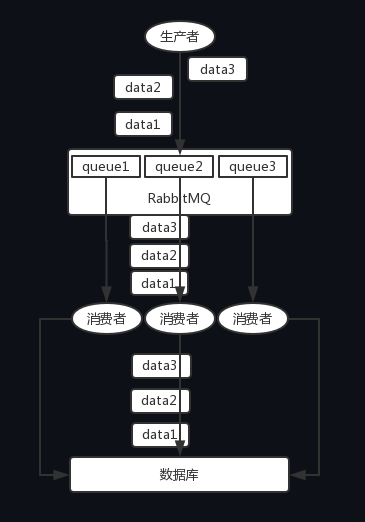 生产者
data3
data2
data1
queue1 queue2 queue3
RabbitMQ
data3
data2
data1
消费者 消费者 消费者
data3
data2
data1
数据库